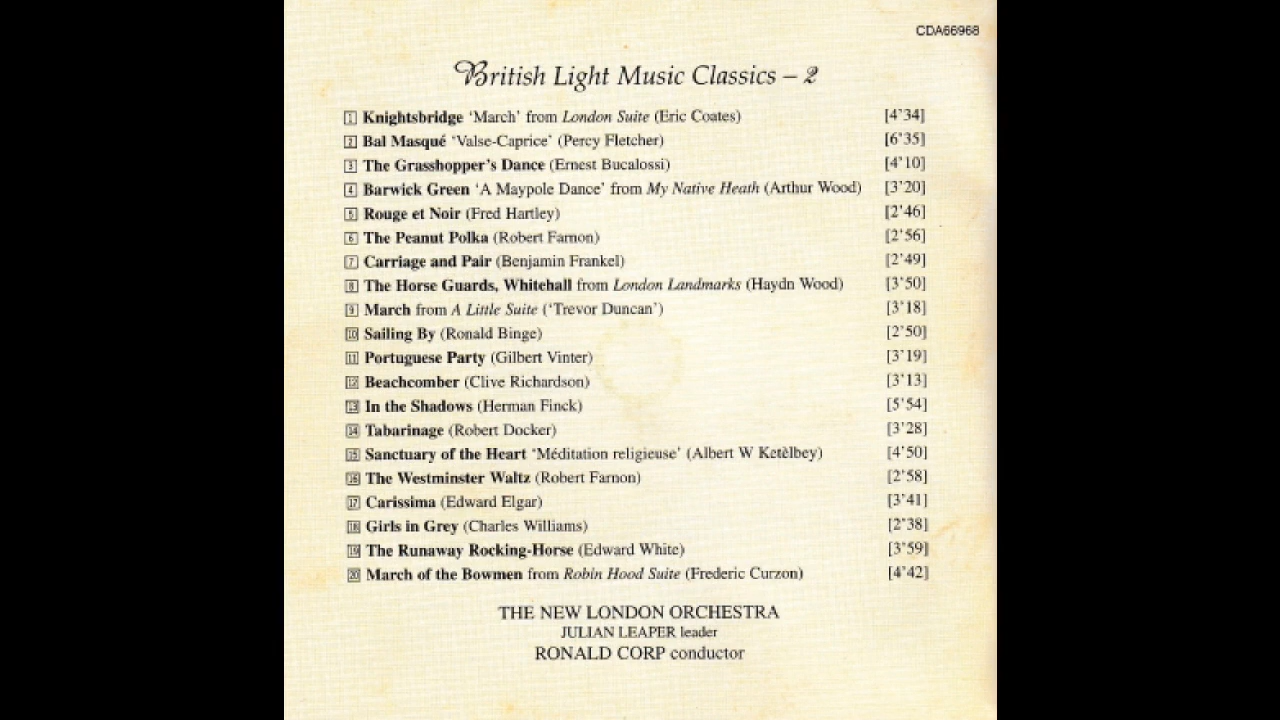 CDA66968
British Light Music Classics – 2
1 Knightsbridge ‘March’ from London Suite (Eric Coates) [4’34]
2 Bal Masqué ‘Valse-Caprice’ (Percy Fletcher) [6’35]
3 The Grasshopper’s Dance (Ernest Bucalossi) [4’10]
4 Barwick Green ‘A Maypole Dance’ from My Native Heath (Arthur Wood) [3’20]
5 Rouge et Noir (Fred Hartley) [2’46]
6 The Peanut Polka (Robert Farnon) [2’56]
7 Carriage and Pair (Benjamin Frankel) [2’49]
8 The Horse Guards, Whitehall from London Landmarks (Haydn Wood) [3’50]
9 March from A Little Suite (‘Trevor Duncan’) [3’18]
10 Sailing By (Ronald Binge) [2’50]
11 Portuguese Party (Gilbert Vinter) [3’19]
12 Beachcomber (Clive Richardson) [3’13]
13 In the Shadows (Herman Finck) [5’54]
14 Tabarinage (Robert Docker) [3’28]
15 Sanctuary of the Heart ‘Méditation religieuse’ (Albert W Ketèlbey) [4’50]
16 The Westminster Waltz (Robert Farnon) [2’58]
17 Carissima (Edward Elgar) [3’41]
18 Girls in Grey (Charles Williams) [2’38]
19 The Runaway Rocking-Horse (Edward White) [3’59]
20 March of the Bowmen from Robin Hood Suite (Frederic Curzon) [4’42]
THE NEW LONDON ORCHESTRA
JULIAN LEAPER leader
RONALD CORP conductor